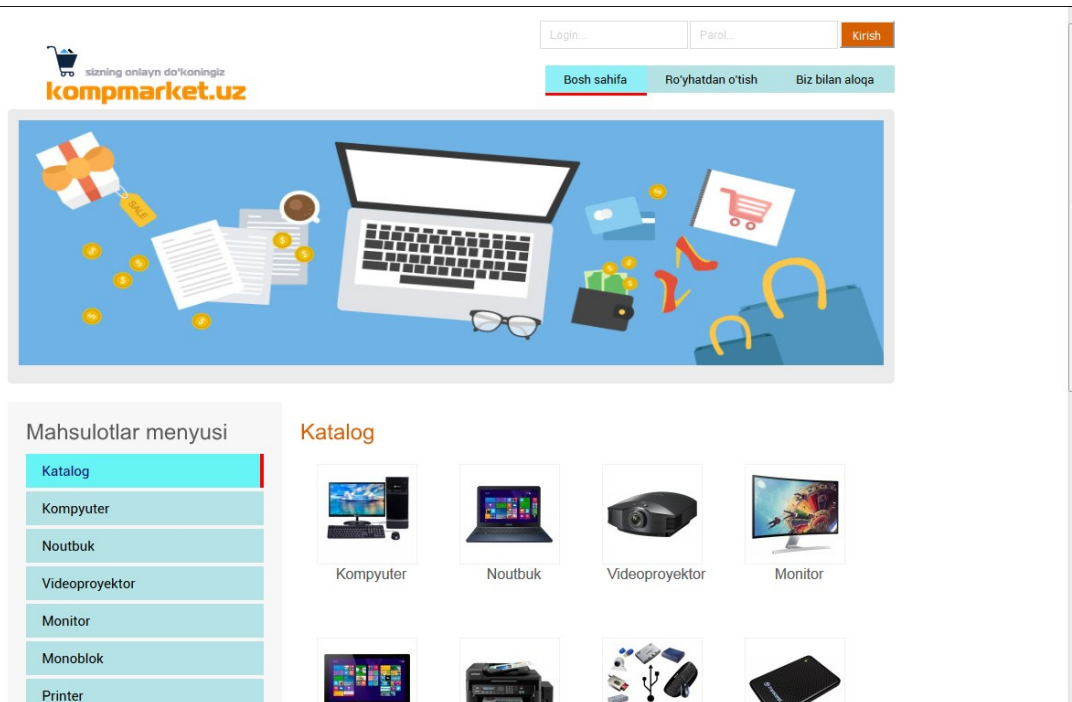 Login...
Parol...
Kirish
sizning onlayn do'koningiz
kompmarket.uz
Bosh sahifa
Ro'yhatdan o'tish
Biz bilan aloqa
SALE
Mahsulotlar menyusi
Katalog
Kompyuter
Noutbuk
Videoproyektor
Monitor
Monoblok
Printer
Katalog
Kompyuter
Noutbuk
Videoproyektor
Monitor